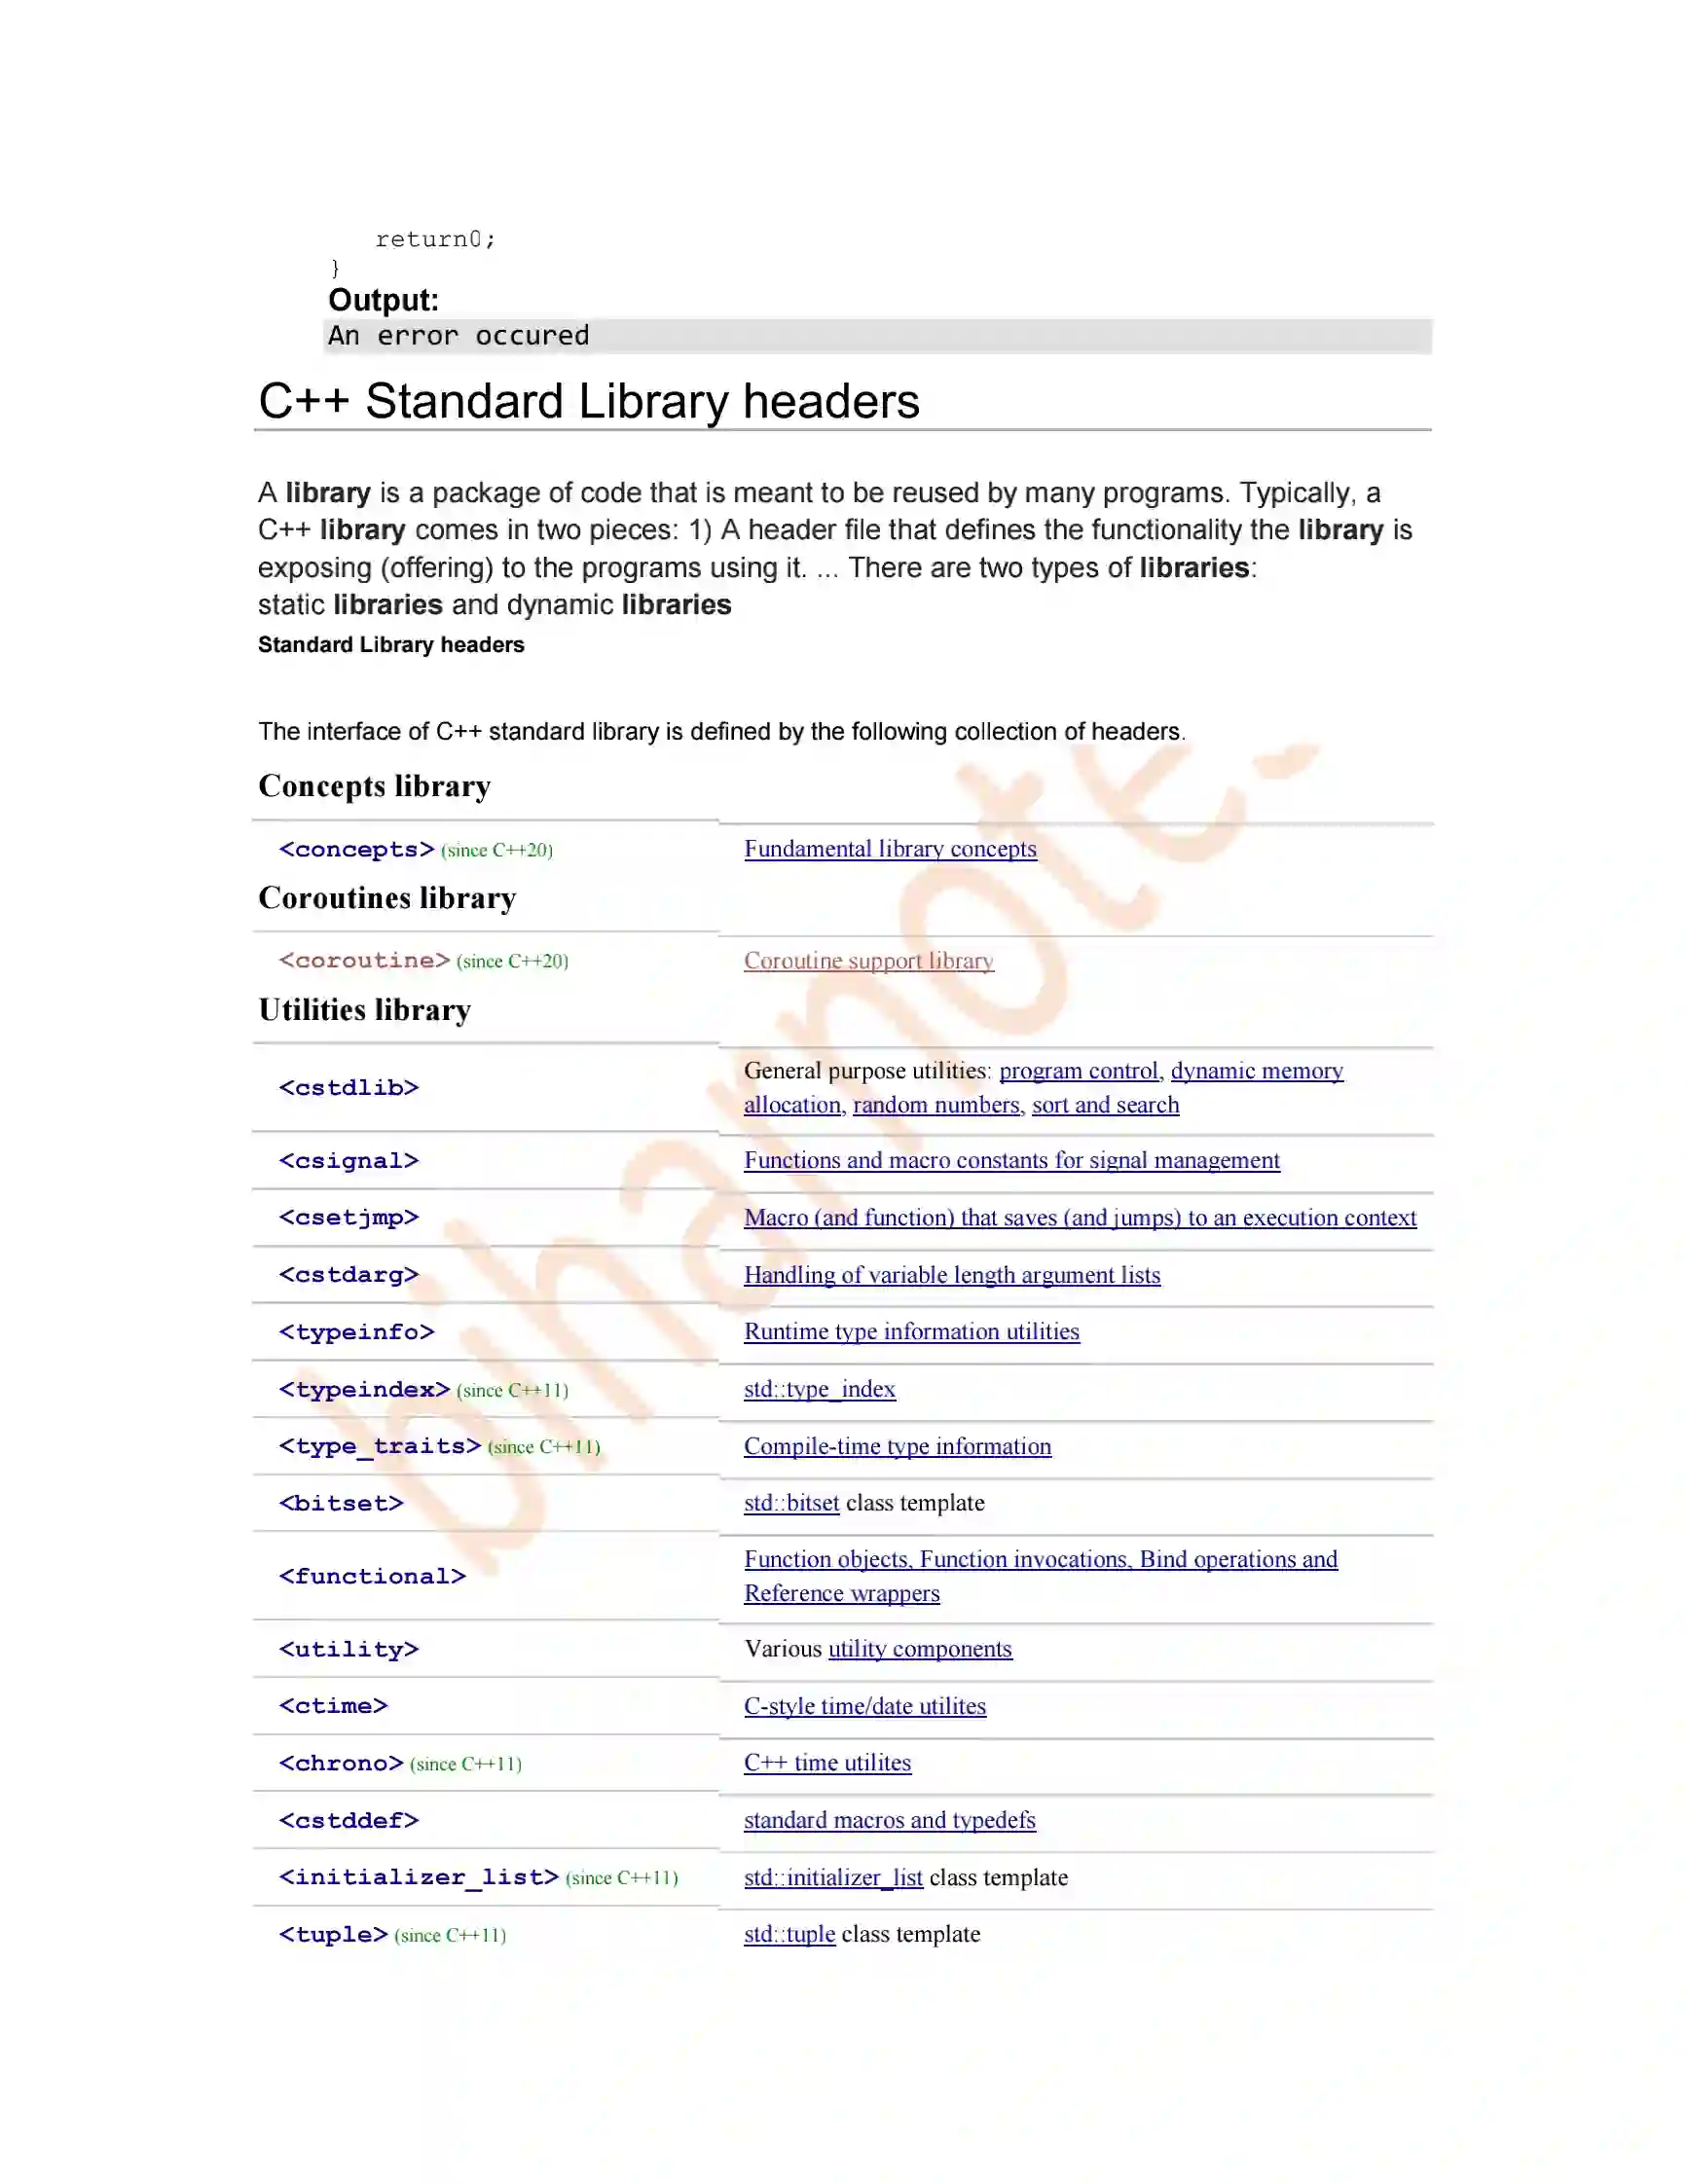 return0;
}
Output:
An error occured
C++ Standard Library headers
A library is a package of code that is meant to be reused by many programs. Typically, a
C++ library comes in two pieces: 1) A header file that defines the functionality the library is
exposing (offering) to the programs using it. ... There are two types of libraries:
static libraries and dynamic libraries
Standard Library headers
The interface of C++ standard library is defined by the following collection of headers.
Concepts library
<concepts> (since C++20) Fundamental library concepts
Coroutines library
<coroutine> (since C++20) Coroutine support library
Utilities library
<cstdlib> General purpose utilities: program control, dynamic memory
allocation, random numbers, sort and search
<csignal> Functions and macro constants for signal management
<csetjmp> Macro (and function) that saves (and jumps) to an execution context
<cstdarg> Handling of variable length argument lists
<typeinfo> Runtime type information utilities
<typeindex> (since C++11) std::type_index
<type_traits> (since C++11) Compile-time type information
<bitset> std::bitset class template
<functional> Function objects, Function invocations, Bind operations and
Reference wrappers
<utility> Various utility components
<ctime> C-style time/date utilites
<chrono> (since C++11) C++ time utilites
<cstddef> standard macros and typedefs
<initializer_list> (since C++11) std::initializer_list class template
<tuple> (since C++11) std::tuple class template